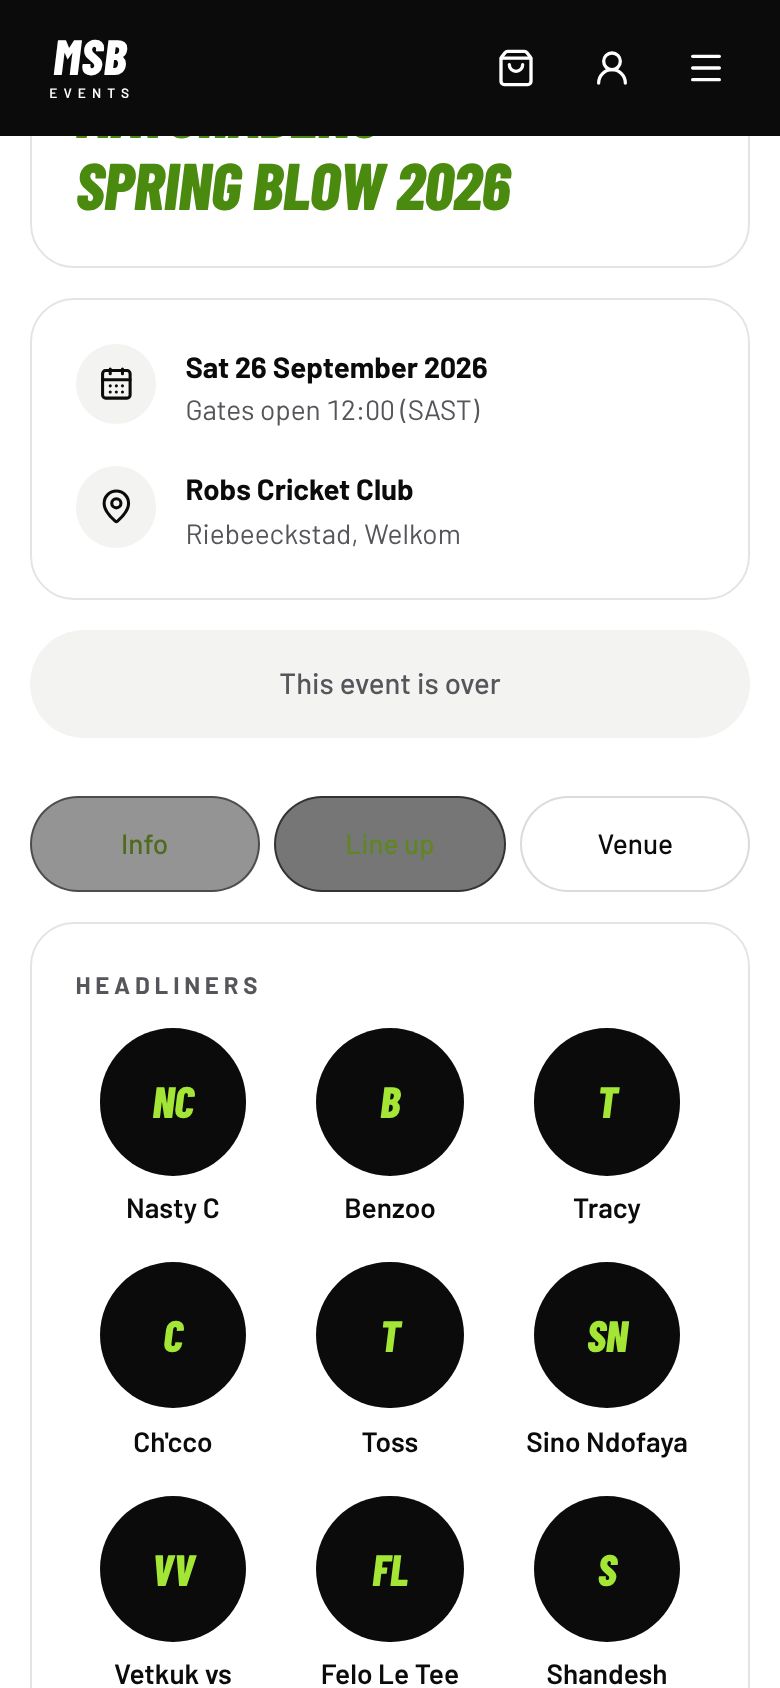 MSB
EVENTS
SPRING BLOW 2026
Sat 26 September 2026
Gates open 12:00 (SAST)
Robs Cricket Club
Riebeeckstad, Welkom
This event is over
Info
Line up
Venue
HEADLINERS
NC
B
T
Nasty C
Benzoo
Tracy
C
T
SN
Ch'cco
Toss
Sino Ndofaya
VV
FL
S
Vetkuk vs
Felo Le Tee
Shandesh